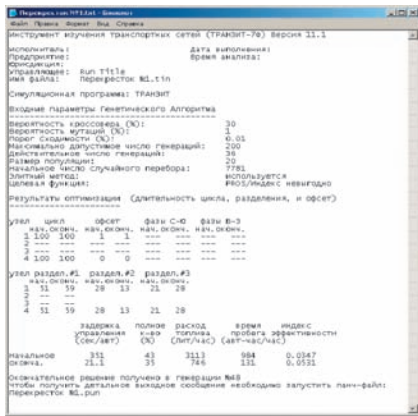 Перекресток №1.txt - Блокнот
Файл Правка Формат Вид Справка
Инструмент изучения транспортных сетей (ТРАНЗИТ-7ф) Версия 11.1
исполнитель: дата выполнения:
Предприятие: Время анализа:
Юрисдикция:
Управляющее: Run Title
Имя файла: Перекресток №1.tin
Симуляционная программа: ТРАНЗИТ
Входные параметры Генетического Алгоритма
Вероятность кроссовера (%): 30
Вероятность мутаций (%): 1
Порог Сходимости (%): 0.01
Максимально допустимое число генераций: 200
Действительное число генераций: 36
Размер популяции: 20
Начальное число случайного перебора: 7781
Элитный метод: используется
Целевая функция: PROS/Индекс невыгодно
Результаты оптимизации (длительность цикла, разделения, и офсет)
узел цикл офсет фазы С-Ю фазы В-З
нач.оконч. нач.оконч. нач.оконч. нач.оконч.
1 100 100 1 1 --- --- --- ---
2 --- --- --- --- --- --- --- ---
3 --- --- --- --- --- --- --- ---
4 100 100 0 0 --- --- --- ---
узел раздел.#1 раздел.#2 раздел.#3
нач.оконч. нач.оконч. нач.оконч.
1 51 59 28 13 21 28
2 -- --
3 -- --
4 51 59 28 13 21 28
задержка полное расход время индекс
управления к-во топлива пробега эффективности
(сек/авт) (%) (лит/час) (авт-час/час)
Начальное 351 43 3113 984 0.0347
оконч. 21.1 35 746 131 0.0531
Окончательное решение получено в генерации №48
чтобы получить детальное выходное сообщение необходимо запустить панч-файл:
Перекресток №1.pun